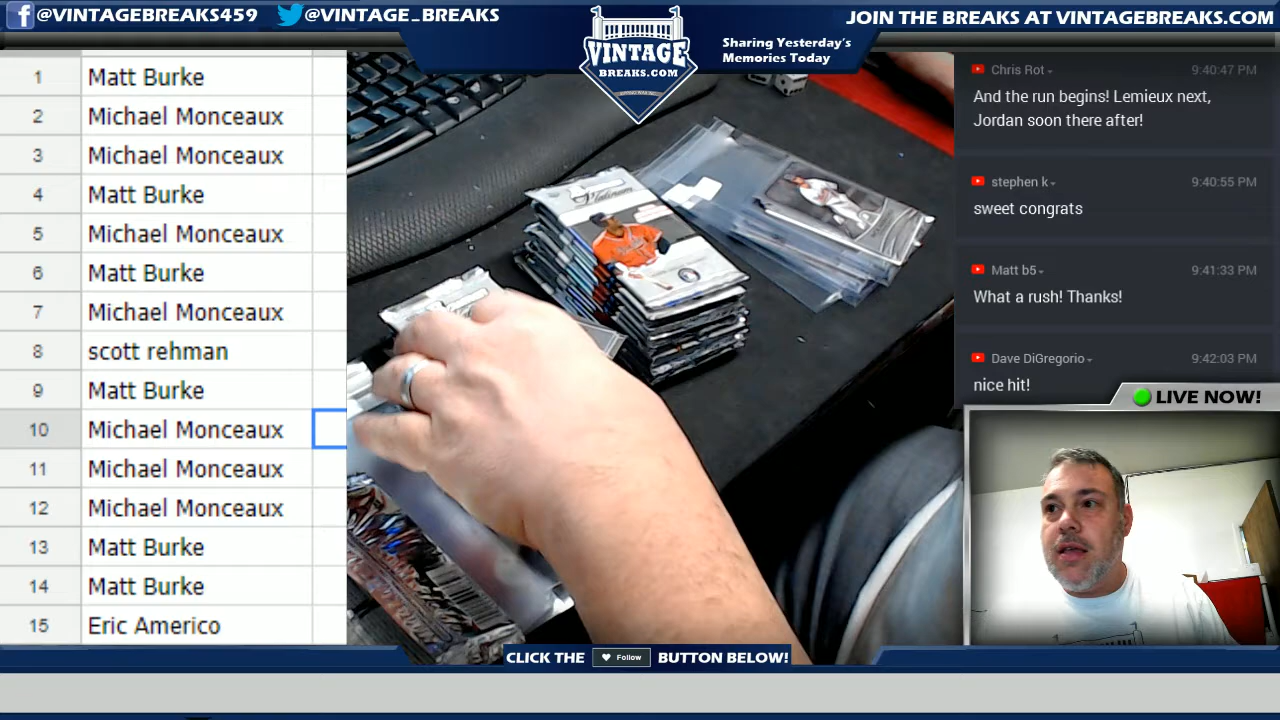 @VINTAGEBREAKS459 @VINTAGE_BREAKS
VINTAGE
BREAKS.COM
Sharing Yesterday's
Memories Today
JOIN THE BREAKS AT VINTAGEBREAKS.COM
1 Matt Burke
2 Michael Monceaux
3 Michael Monceaux
4 Matt Burke
5 Michael Monceaux
6 Matt Burke
7 Michael Monceaux
8 scott rehman
9 Matt Burke
10 Michael Monceaux
11 Michael Monceaux
12 Michael Monceaux
13 Matt Burke
14 Matt Burke
15 Eric Americo
Platinum
Chris Rot 9:40:47 PM
And the run begins! Lemieux next,
Jordan soon there after!
stephen k 9:40:55 PM
sweet congrats
Matt b5 9:41:33 PM
What a rush! Thanks!
Dave DiGregorio 9:42:03 PM
nice hit!
LIVE NOW!
CLICK THE Follow BUTTON BELOW!